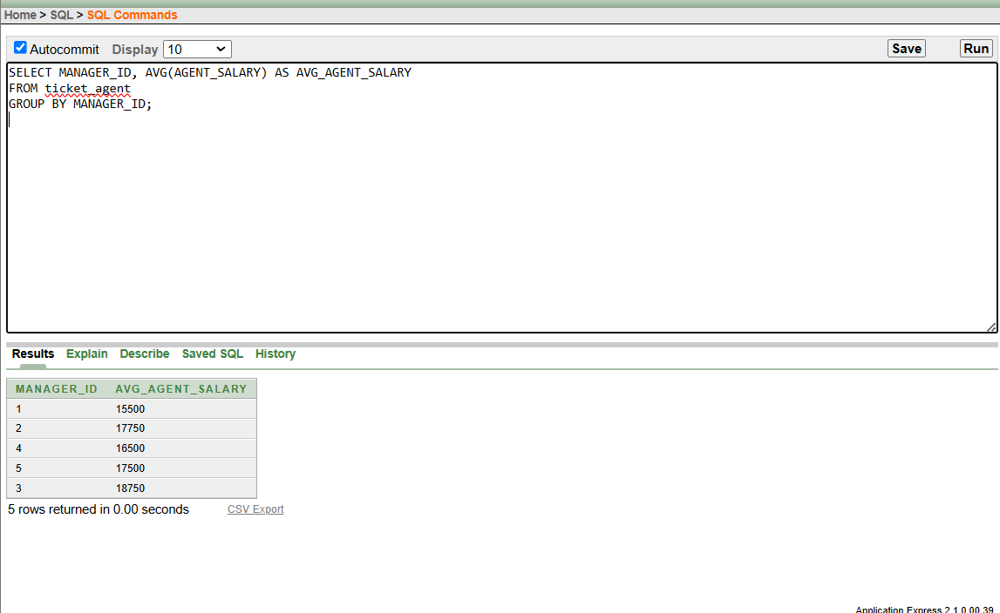 Home > SQL > SQL Commands
Autocommit Display 10 Save Run
SELECT MANAGER_ID, AVG(AGENT_SALARY) AS AVG_AGENT_SALARY
FROM ticket_agent
GROUP BY MANAGER_ID;
Results Explain Describe Saved SQL History
MANAGER_ID AVG_AGENT_SALARY
1 15500
2 17750
4 16500
5 17500
3 18750
5 rows returned in 0.00 seconds CSV Export
Application Express 2.1.0.00.39